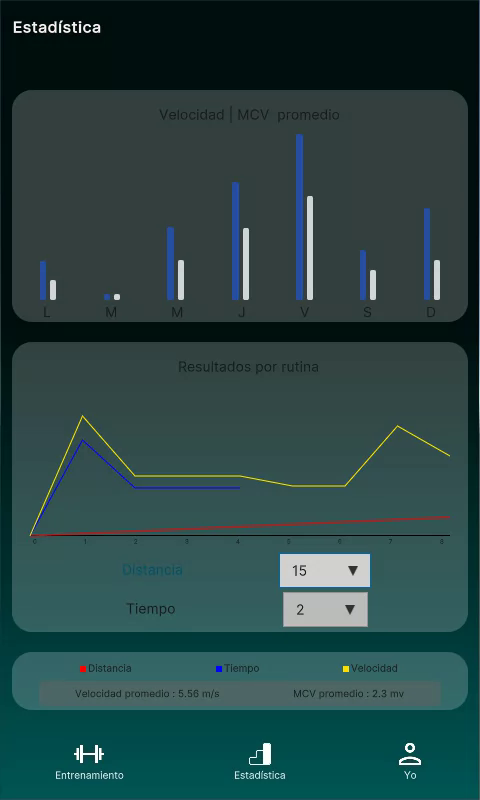 Estadística
Velocidad | MCV promedio
L M M J V S D
Resultados por rutina
0 1 2 3 4 5 6 7 8
Distancia 15 ▼
Tiempo 2 ▼
Distancia Tiempo Velocidad
Velocidad promedio : 5.56 m/s MCV promedio : 2.3 mv
Entrenamiento Estadística Yo